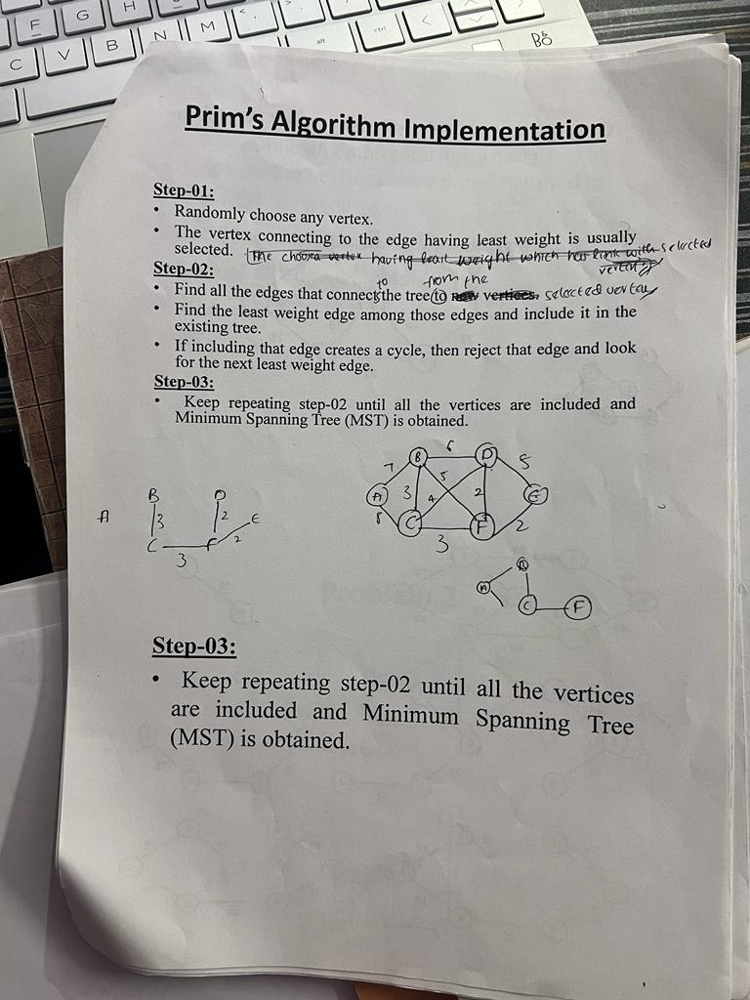 F G H
C V B N M < , > .
alt ctrl <
B&O
Prim's Algorithm Implementation
Step-01:
• Randomly choose any vertex.
• The vertex connecting to the edge having least weight is usually
selected. The vertex having least weight which has link with selected
Step-02:
to from the
• Find all the edges that connect the tree to new vertices. selected
• Find the least weight edge among those edges and include it in the
existing tree.
• If including that edge creates a cycle, then reject that edge and look
for the next least weight edge.
Step-03:
• Keep repeating step-02 until all the vertices are included and
Minimum Spanning Tree (MST) is obtained.
6
7 B D 5
5
A 3 4 2 E
8 C F 2
3
B D
A 3 2 E
C F 2
3
B
A
C F
Step-03:
• Keep repeating step-02 until all the vertices
are included and Minimum Spanning Tree
(MST) is obtained.